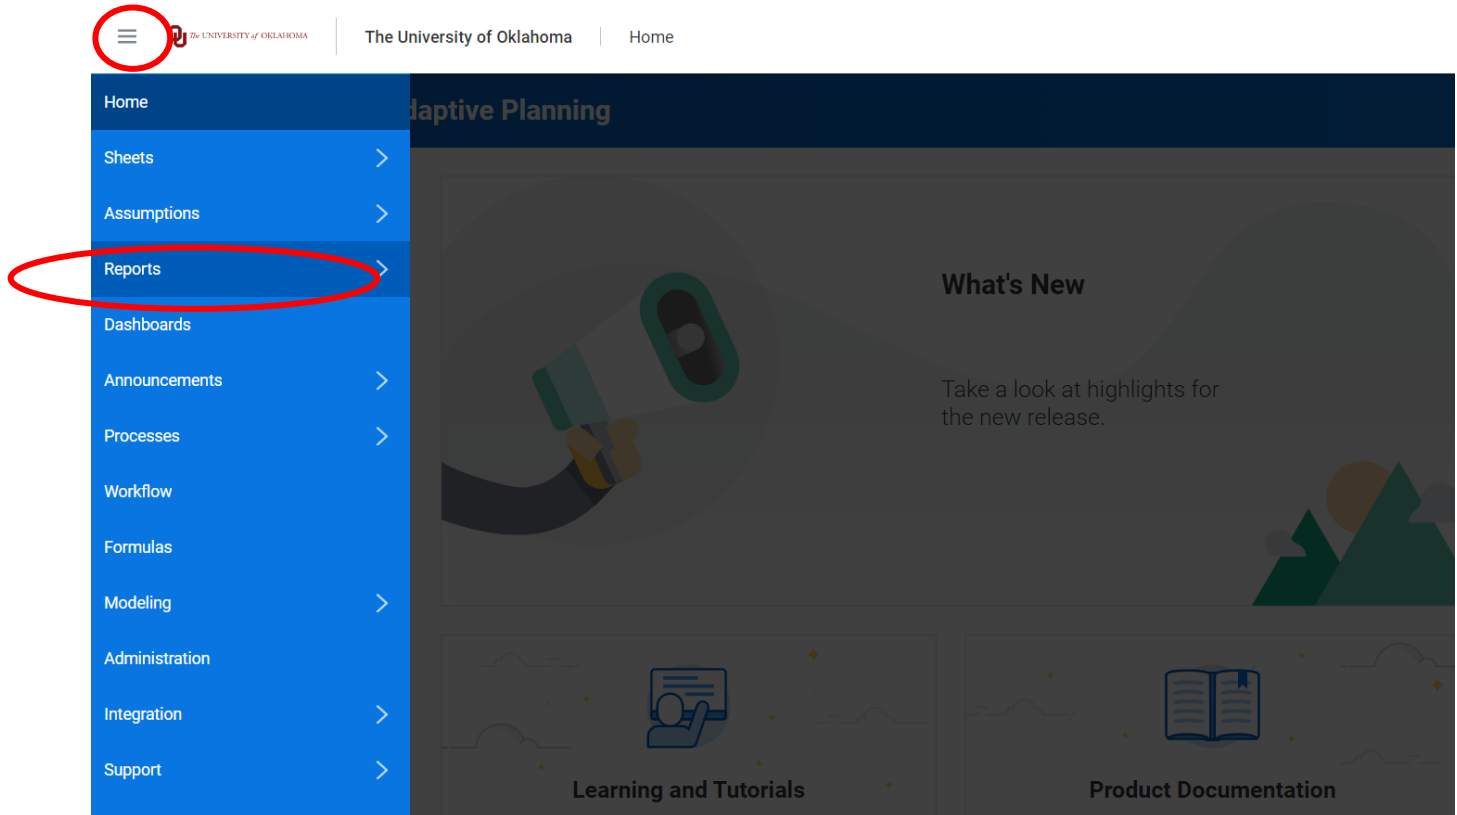 The UNIVERSITY of OKLAHOMA
The University of Oklahoma
Home
Home
daptive Planning
Sheets
Assumptions
Reports
Dashboards
Announcements
Processes
Workflow
Formulas
Modeling
Administration
Integration
Support
What's New
Take a look at highlights for
the new release.
Learning and Tutorials
Product Documentation